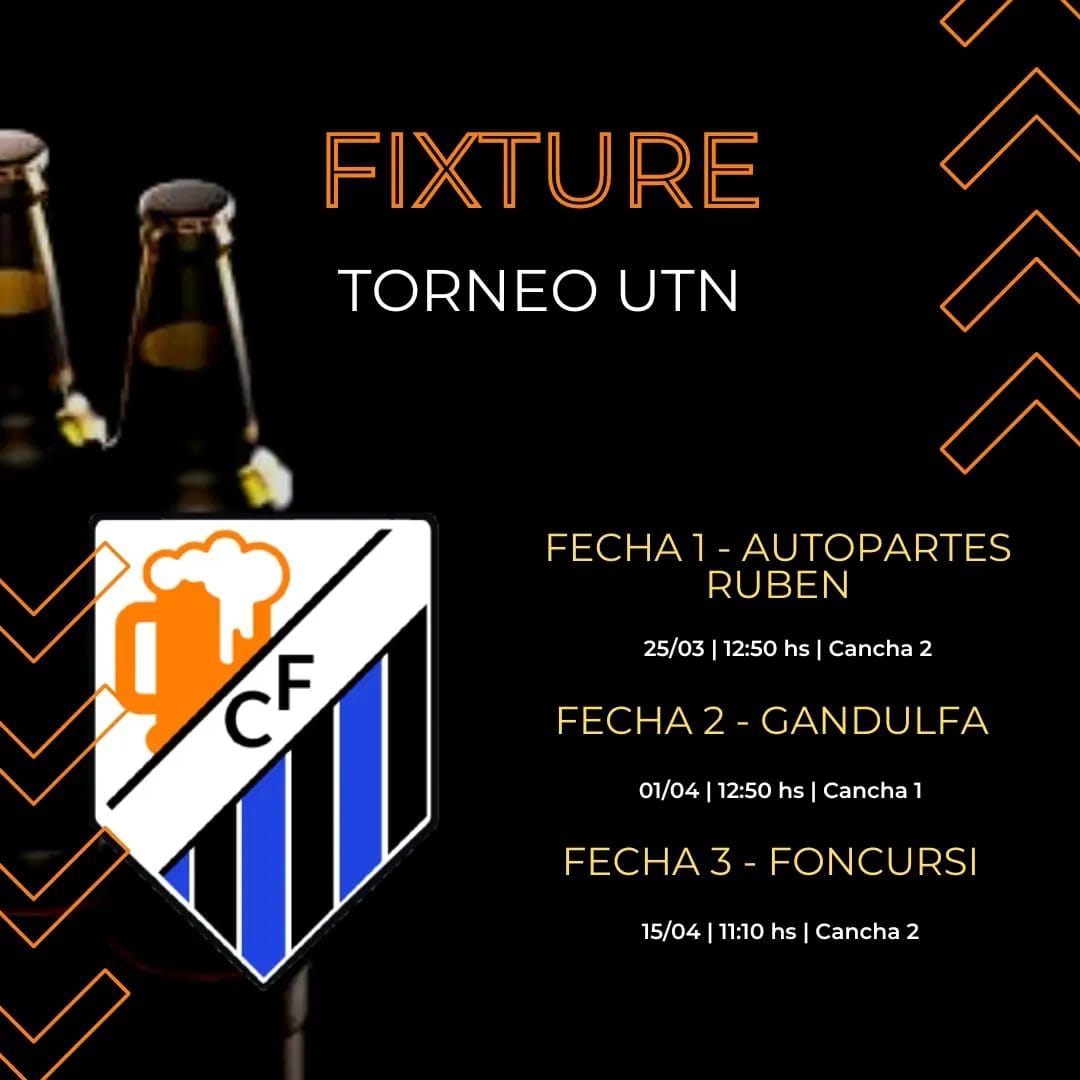 FIXTURE
TORNEO UTN
FECHA 1 - AUTOPARTES
RUBEN
25/03 | 12:50 hs | Cancha 2
CF
FECHA 2 - GANDULFA
01/04 | 12:50 hs | Cancha 1
FECHA 3 - FONCURSI
15/04 | 11:10 hs | Cancha 2